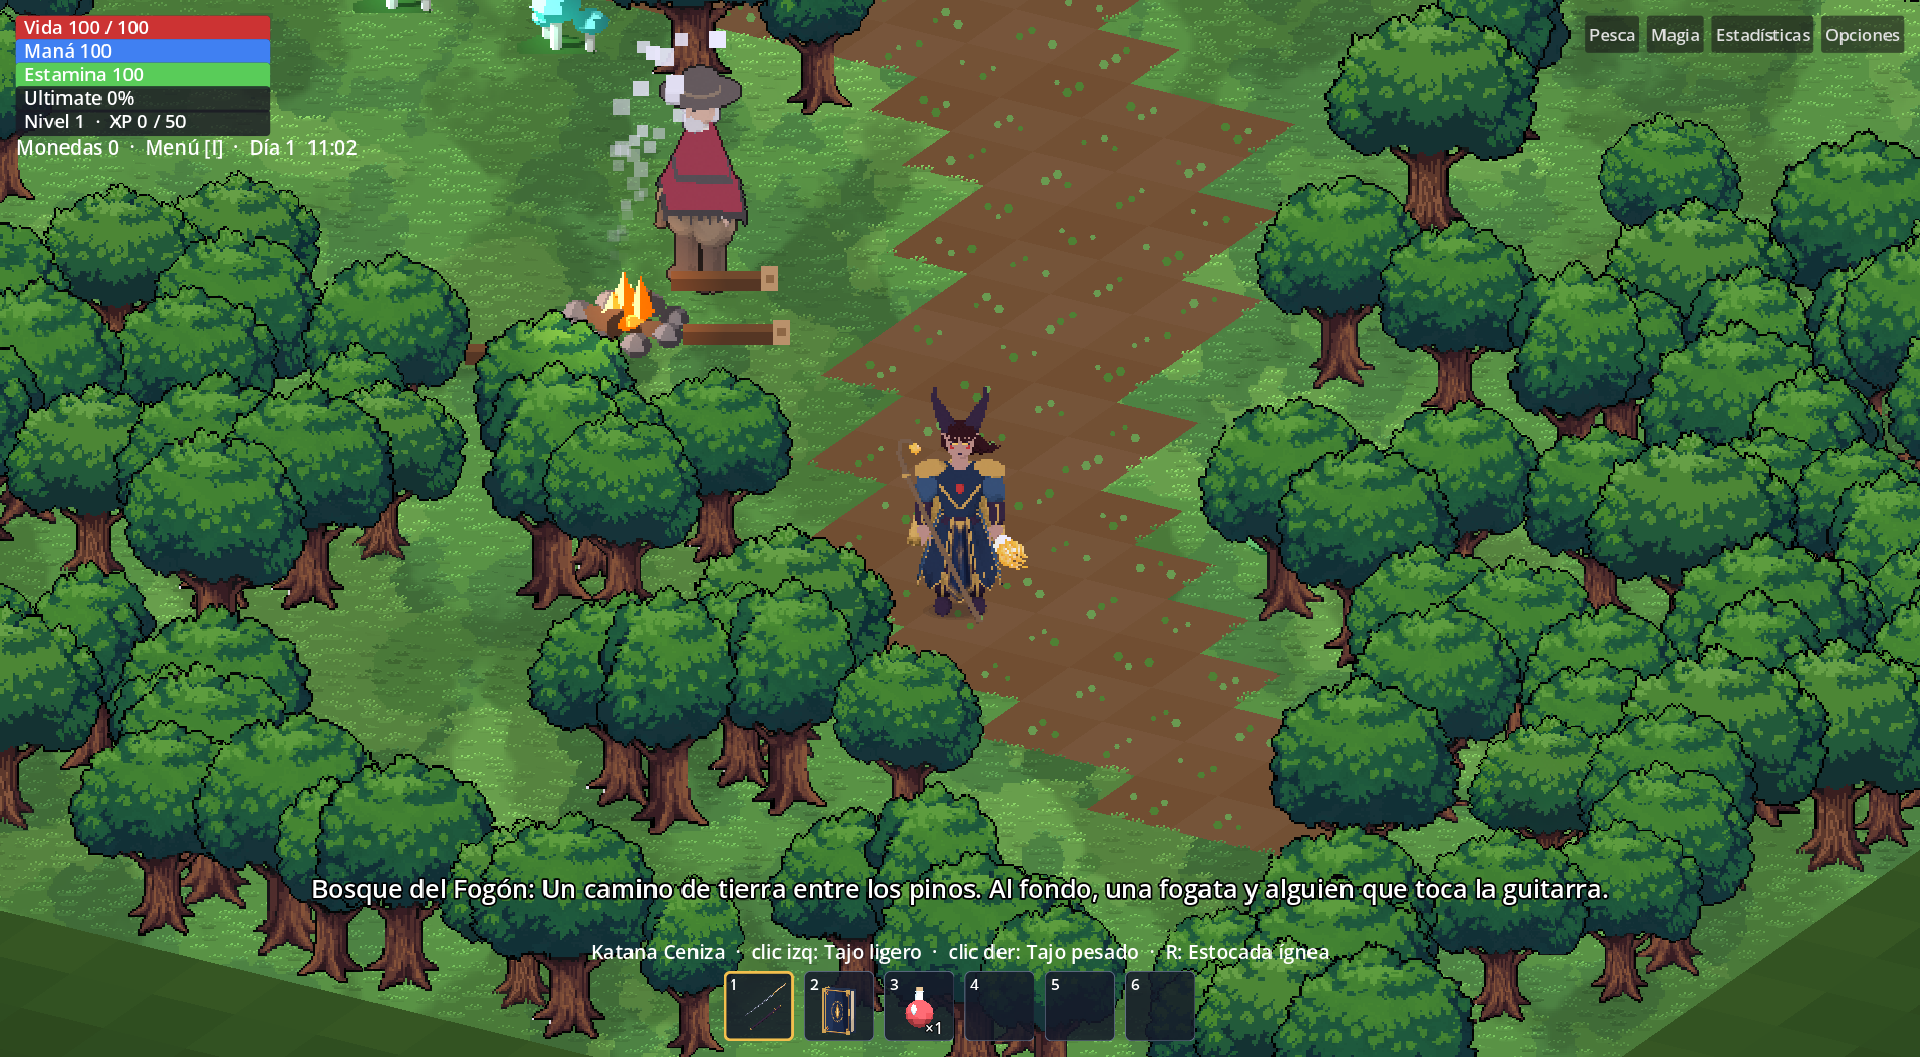 Vida 100 / 100
Maná 100
Estamina 100
Ultimate 0%
Nivel 1 · XP 0 / 50
Monedas 0 · Menú [I] · Día 1 11:02
Pesca Magia Estadísticas Opciones
Bosque del Fogón: Un camino de tierra entre los pinos. Al fondo, una fogata y alguien que toca la guitarra.
Katana Ceniza · clic izq: Tajo ligero · clic der: Tajo pesado · R: Estocada ígnea
1 2 3 4 5 6
×1